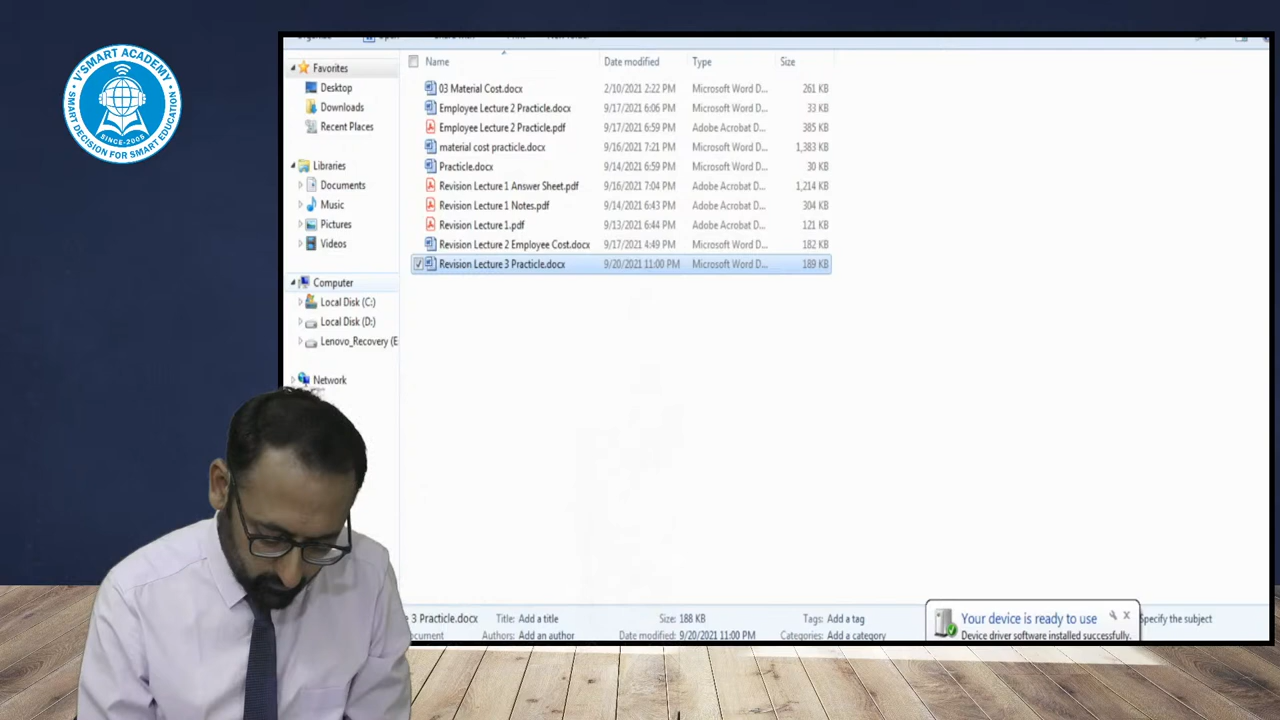 V'SMART ACADEMY
SMART DECISION FOR SMART EDUCATION
SINCE-2006
Name Date modified Type Size
Favorites
Desktop
Downloads
Recent Places
Libraries
Documents
Music
Pictures
Videos
Computer
Local Disk (C:)
Local Disk (D:)
Lenovo_Recovery (E
Network
03 Material Cost.docx 2/10/2021 2:22 PM Microsoft Word D... 261 KB
Employee Lecture 2 Practicle.docx 9/17/2021 6:06 PM Microsoft Word D... 33 KB
Employee Lecture 2 Practicle.pdf 9/17/2021 6:59 PM Adobe Acrobat D... 385 KB
material cost practicle.docx 9/16/2021 7:21 PM Microsoft Word D... 1,383 KB
Practicle.docx 9/14/2021 6:59 PM Microsoft Word D... 30 KB
Revision Lecture 1 Answer Sheet.pdf 9/16/2021 7:04 PM Adobe Acrobat D... 1,214 KB
Revision Lecture 1 Notes.pdf 9/14/2021 6:43 PM Adobe Acrobat D... 304 KB
Revision Lecture 1.pdf 9/13/2021 6:44 PM Adobe Acrobat D... 121 KB
Revision Lecture 2 Employee Cost.docx 9/17/2021 4:49 PM Microsoft Word D... 182 KB
Revision Lecture 3 Practicle.docx 9/20/2021 11:00 PM Microsoft Word D... 189 KB
3 Practicle.docx Title: Add a title Size: 188 KB Tags: Add a tag Specify the subject
ocument Authors: Add an author Date modified: 9/20/2021 11:00 PM Categories: Add a category
Your device is ready to use
Device driver software installed successfully.